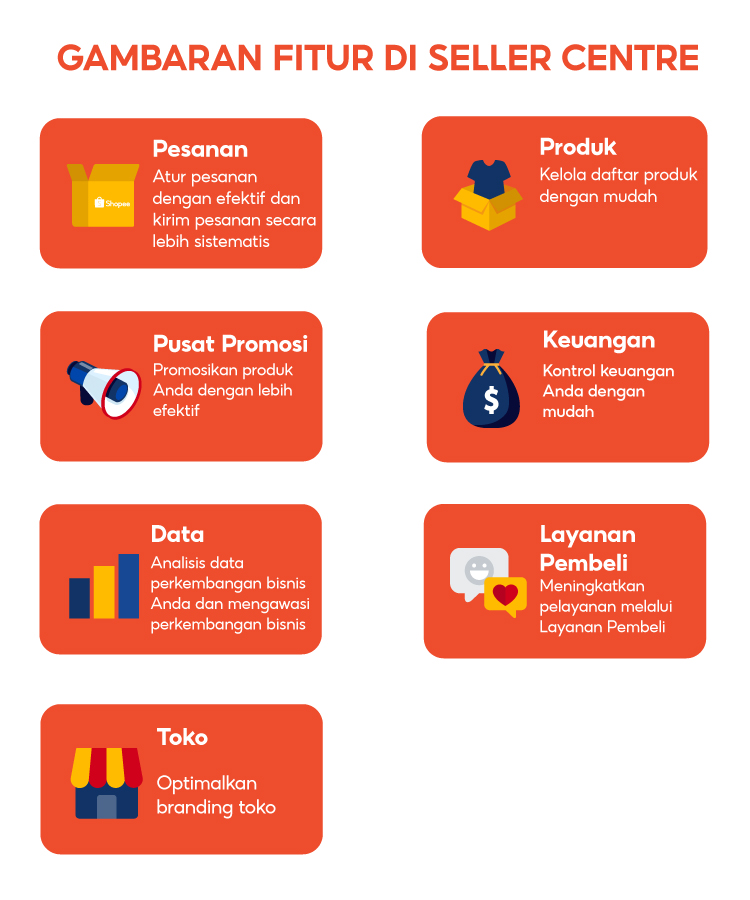 GAMBARAN FITUR DI SELLER CENTRE
Pesanan
Atur pesanan
dengan efektif dan
kirim pesanan secara
lebih sistematis
Shopee
Produk
Kelola daftar produk
dengan mudah
Pusat Promosi
Promosikan produk
Anda dengan lebih
efektif
Keuangan
Kontrol keuangan
Anda dengan
mudah
$
Data
Analisis data
perkembangan bisnis
Anda dan mengawasi
perkembangan bisnis
Layanan
Pembeli
Meningkatkan
pelayanan melalui
Layanan Pembeli
Toko
Optimalkan
branding toko